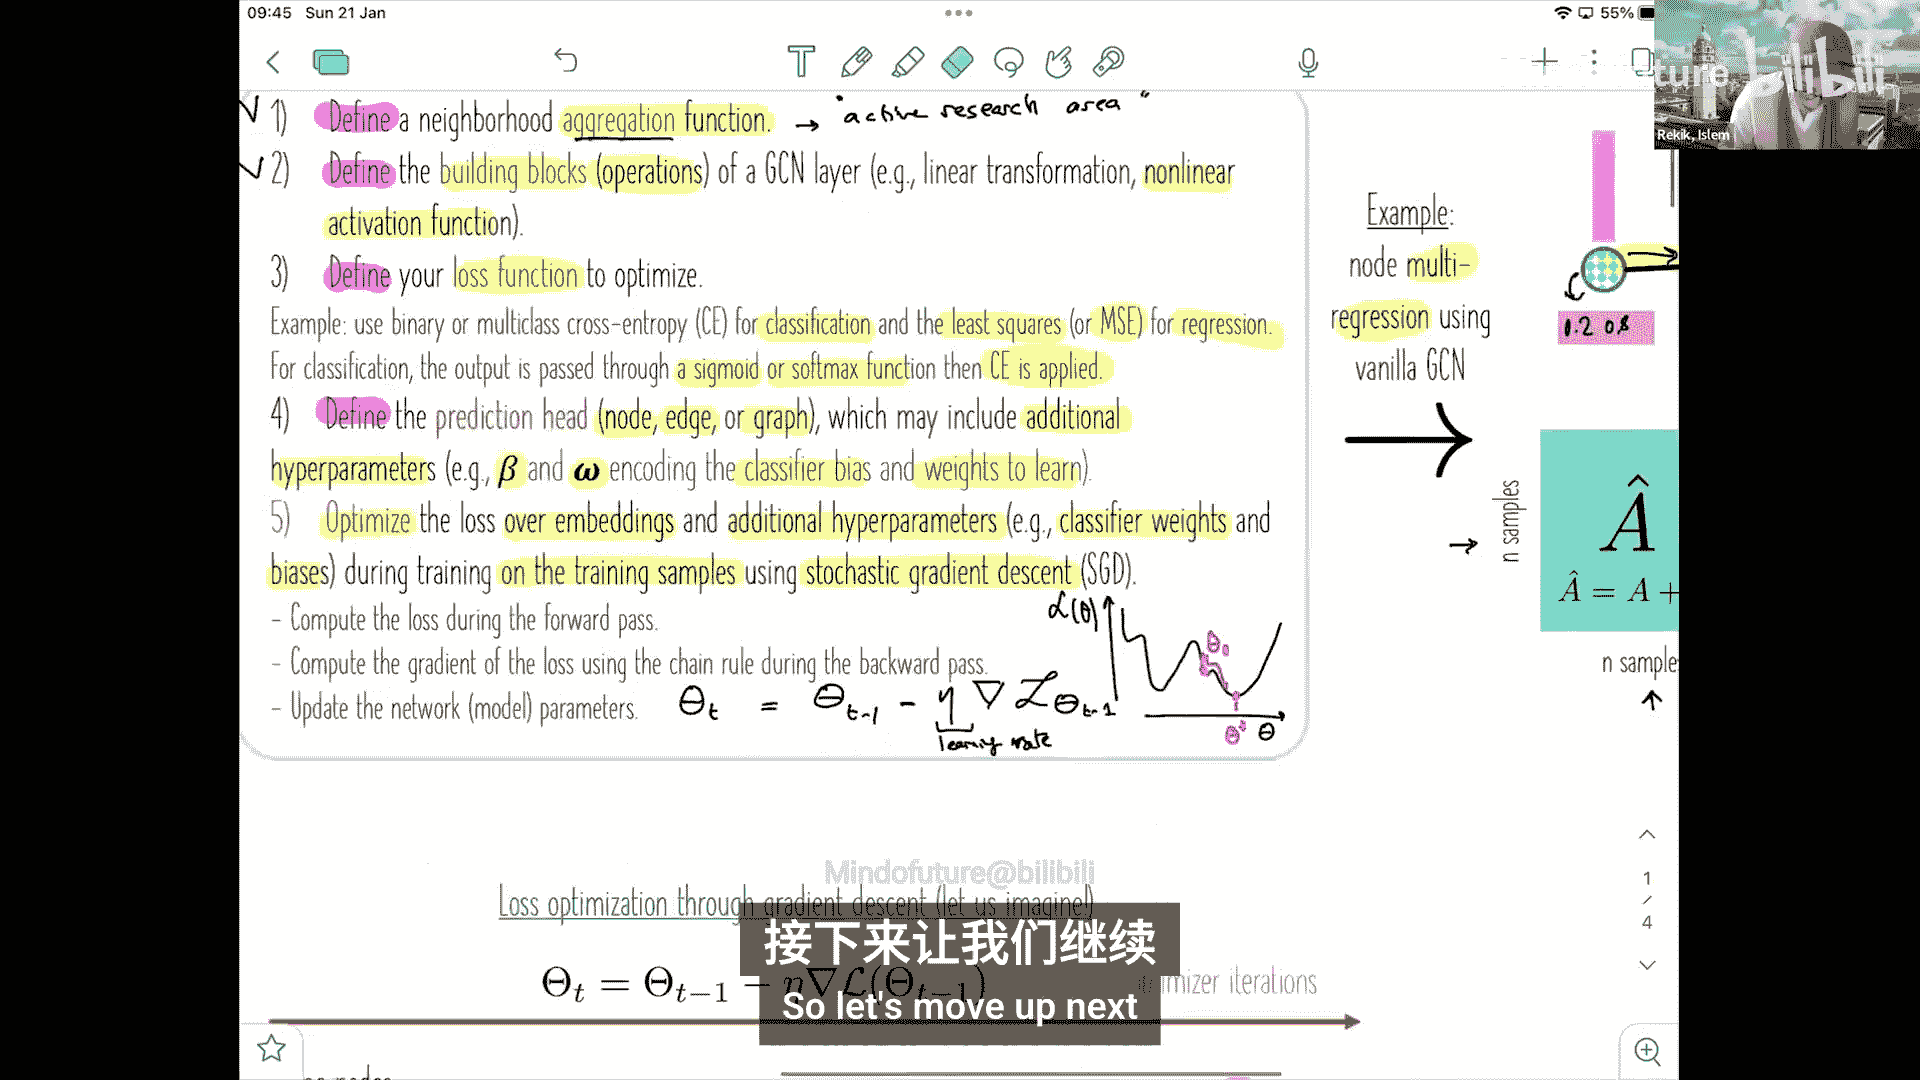 09:45 Sun 21 Jan
55%
bilibili
Rekik, Islem
1) Define a neighborhood aggregation function. → "active research area"
2) Define the building blocks (operations) of a GCN layer (e.g., linear transformation, nonlinear
activation function).
3) Define your loss function to optimize.
Example: use binary or multiclass cross-entropy (CE) for classification and the least squares (or MSE) for regression.
For classification, the output is passed through a sigmoid or softmax function then CE is applied.
4) Define the prediction head (node, edge, or graph), which may include additional
hyperparameters (e.g., β and ω encoding the classifier bias and weights to learn).
5) Optimize the loss over embeddings and additional hyperparameters (e.g., classifier weights and
biases) during training on the training samples using stochastic gradient descent (SGD).
- Compute the loss during the forward pass.
- Compute the gradient of the loss using the chain rule during the backward pass.
- Update the network (model) parameters. Θt = Θt-1 - η ∇ ℒΘt-1
learning rate
ℒ(θ)
Θ* Θ
Example:
node multi-
regression using
vanilla GCN
1.2 0.8
n samples
Â
Â = A +
n sample
1
4
Mindofuture@bilibili
Loss optimization through gradient descent (let us imagine!)
Θt = Θt−1 − η∇ℒ(Θt−1)
iterations
接下来让我们继续
So let's move up next